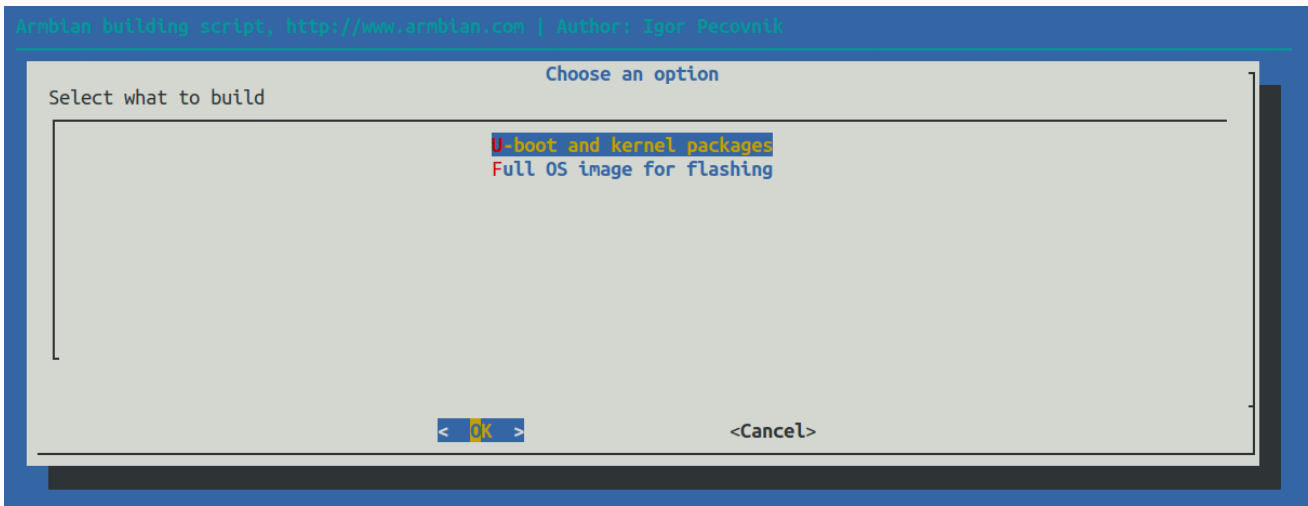 Armbian building script, http://www.armbian.com | Author: Igor Pecovnik
Choose an option
Select what to build
U-boot and kernel packages
Full OS image for flashing
< OK > <Cancel>